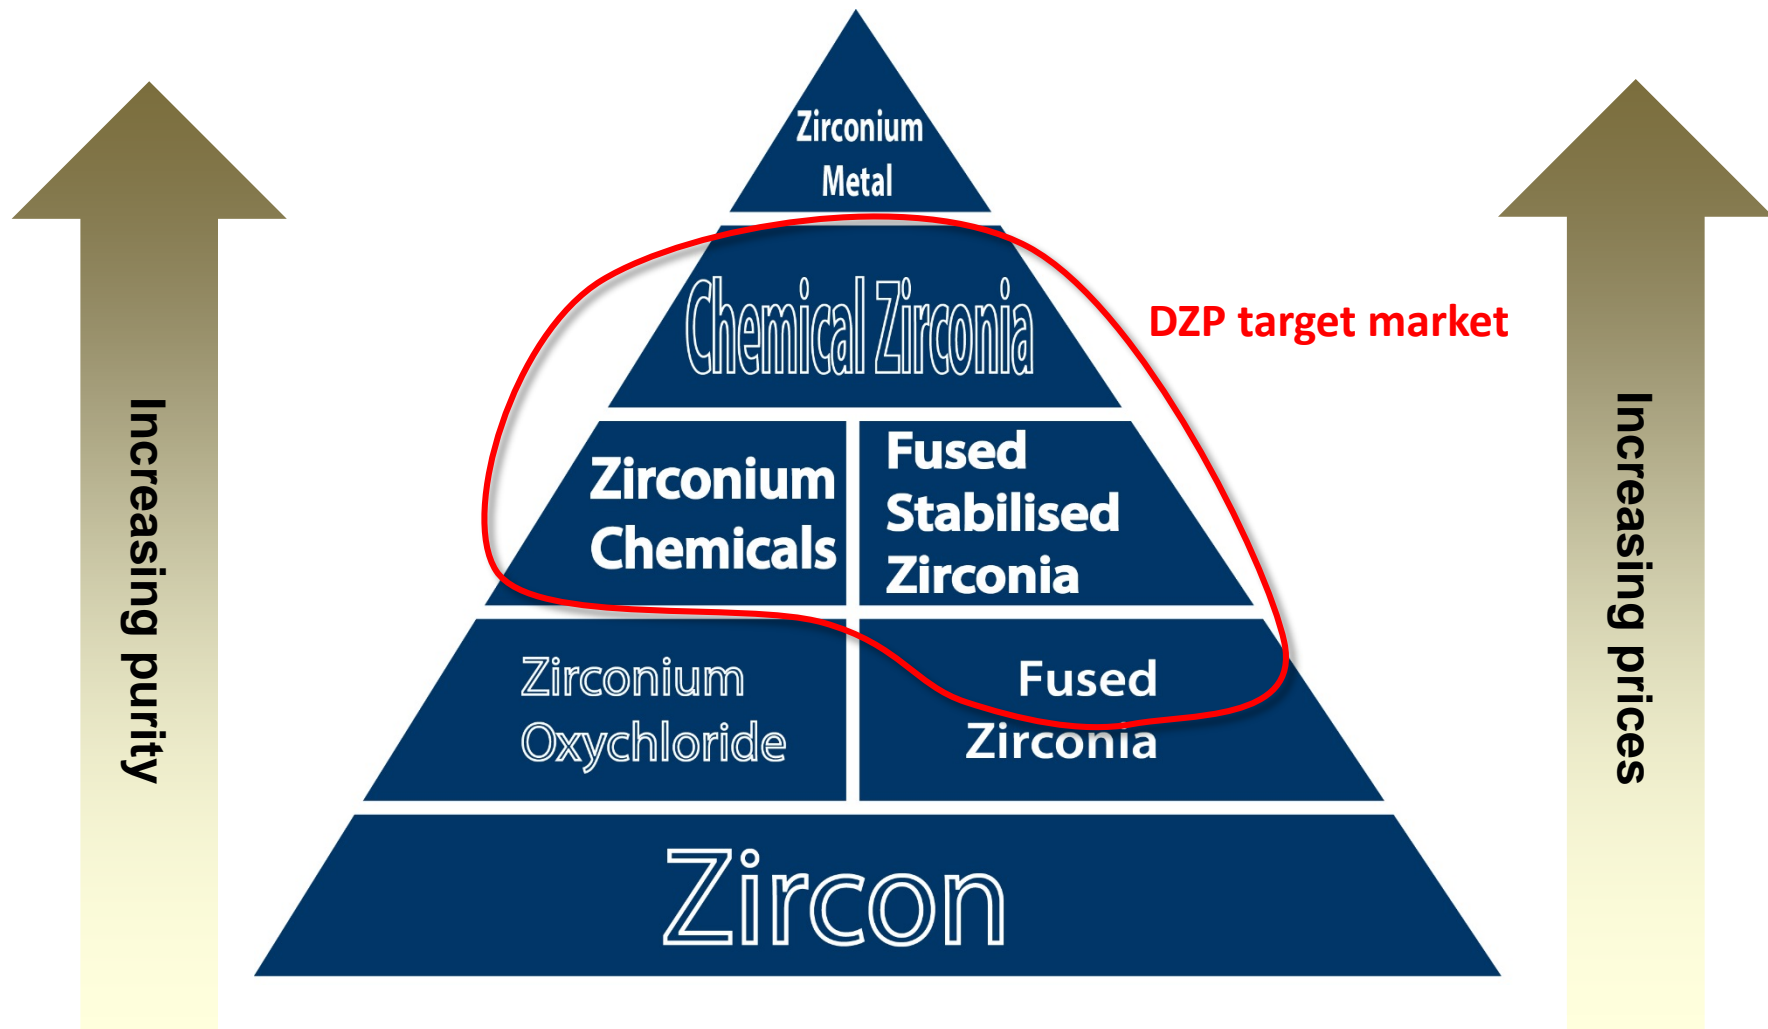 Zirconium
Metal
Chemical Zirconia
DZP target market
Zirconium
Chemicals
Fused
Stabilised
Zirconia
Zirconium
Oxychloride
Fused
Zirconia
Zircon
Increasing purity
Increasing prices